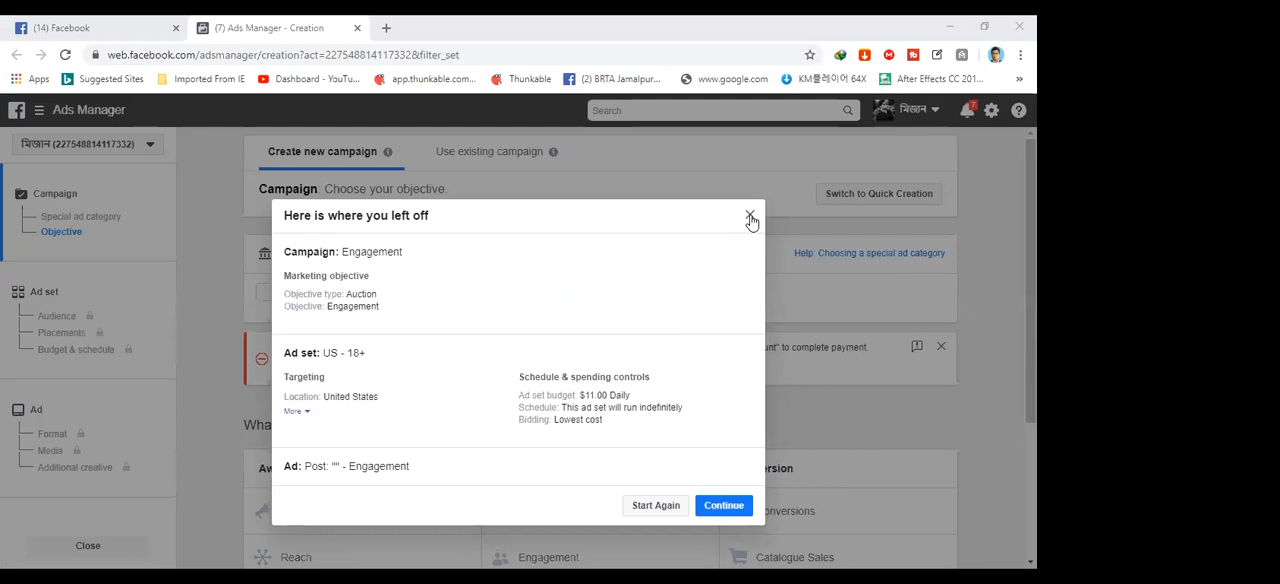 (14) Facebook
(7) Ads Manager - Creation
web.facebook.com/adsmanager/creation?act=227548814117332&filter_set
Apps
Suggested Sites
Imported From IE
Dashboard - YouTu...
app.thunkable.com...
Thunkable
(2) BRTA Jamalpur...
www.google.com
KM플레이어 64X
After Effects CC 201...
»
Ads Manager
Search
মিজান
7
মিজান (227548814117332)
Create new campaign
Use existing campaign
Campaign
Campaign: Choose your objective.
Switch to Quick Creation
Special ad category
Objective
Here is where you left off
Help: Choosing a special ad category
Campaign: Engagement
Marketing objective
Objective type: Auction
Objective: Engagement
Ad set
Audience
Placements
Budget & schedule
unt" to complete payment.
Ad set: US - 18+
Targeting
Schedule & spending controls
Location: United States
More
Ad set budget: $11.00 Daily
Schedule: This ad set will run indefinitely
Bidding: Lowest cost
Ad
Format
Media
Additional creative
Wha
Aw
Ad: Post: "" - Engagement
version
Start Again
Continue
onversions
Close
Reach
Engagement
Catalogue Sales